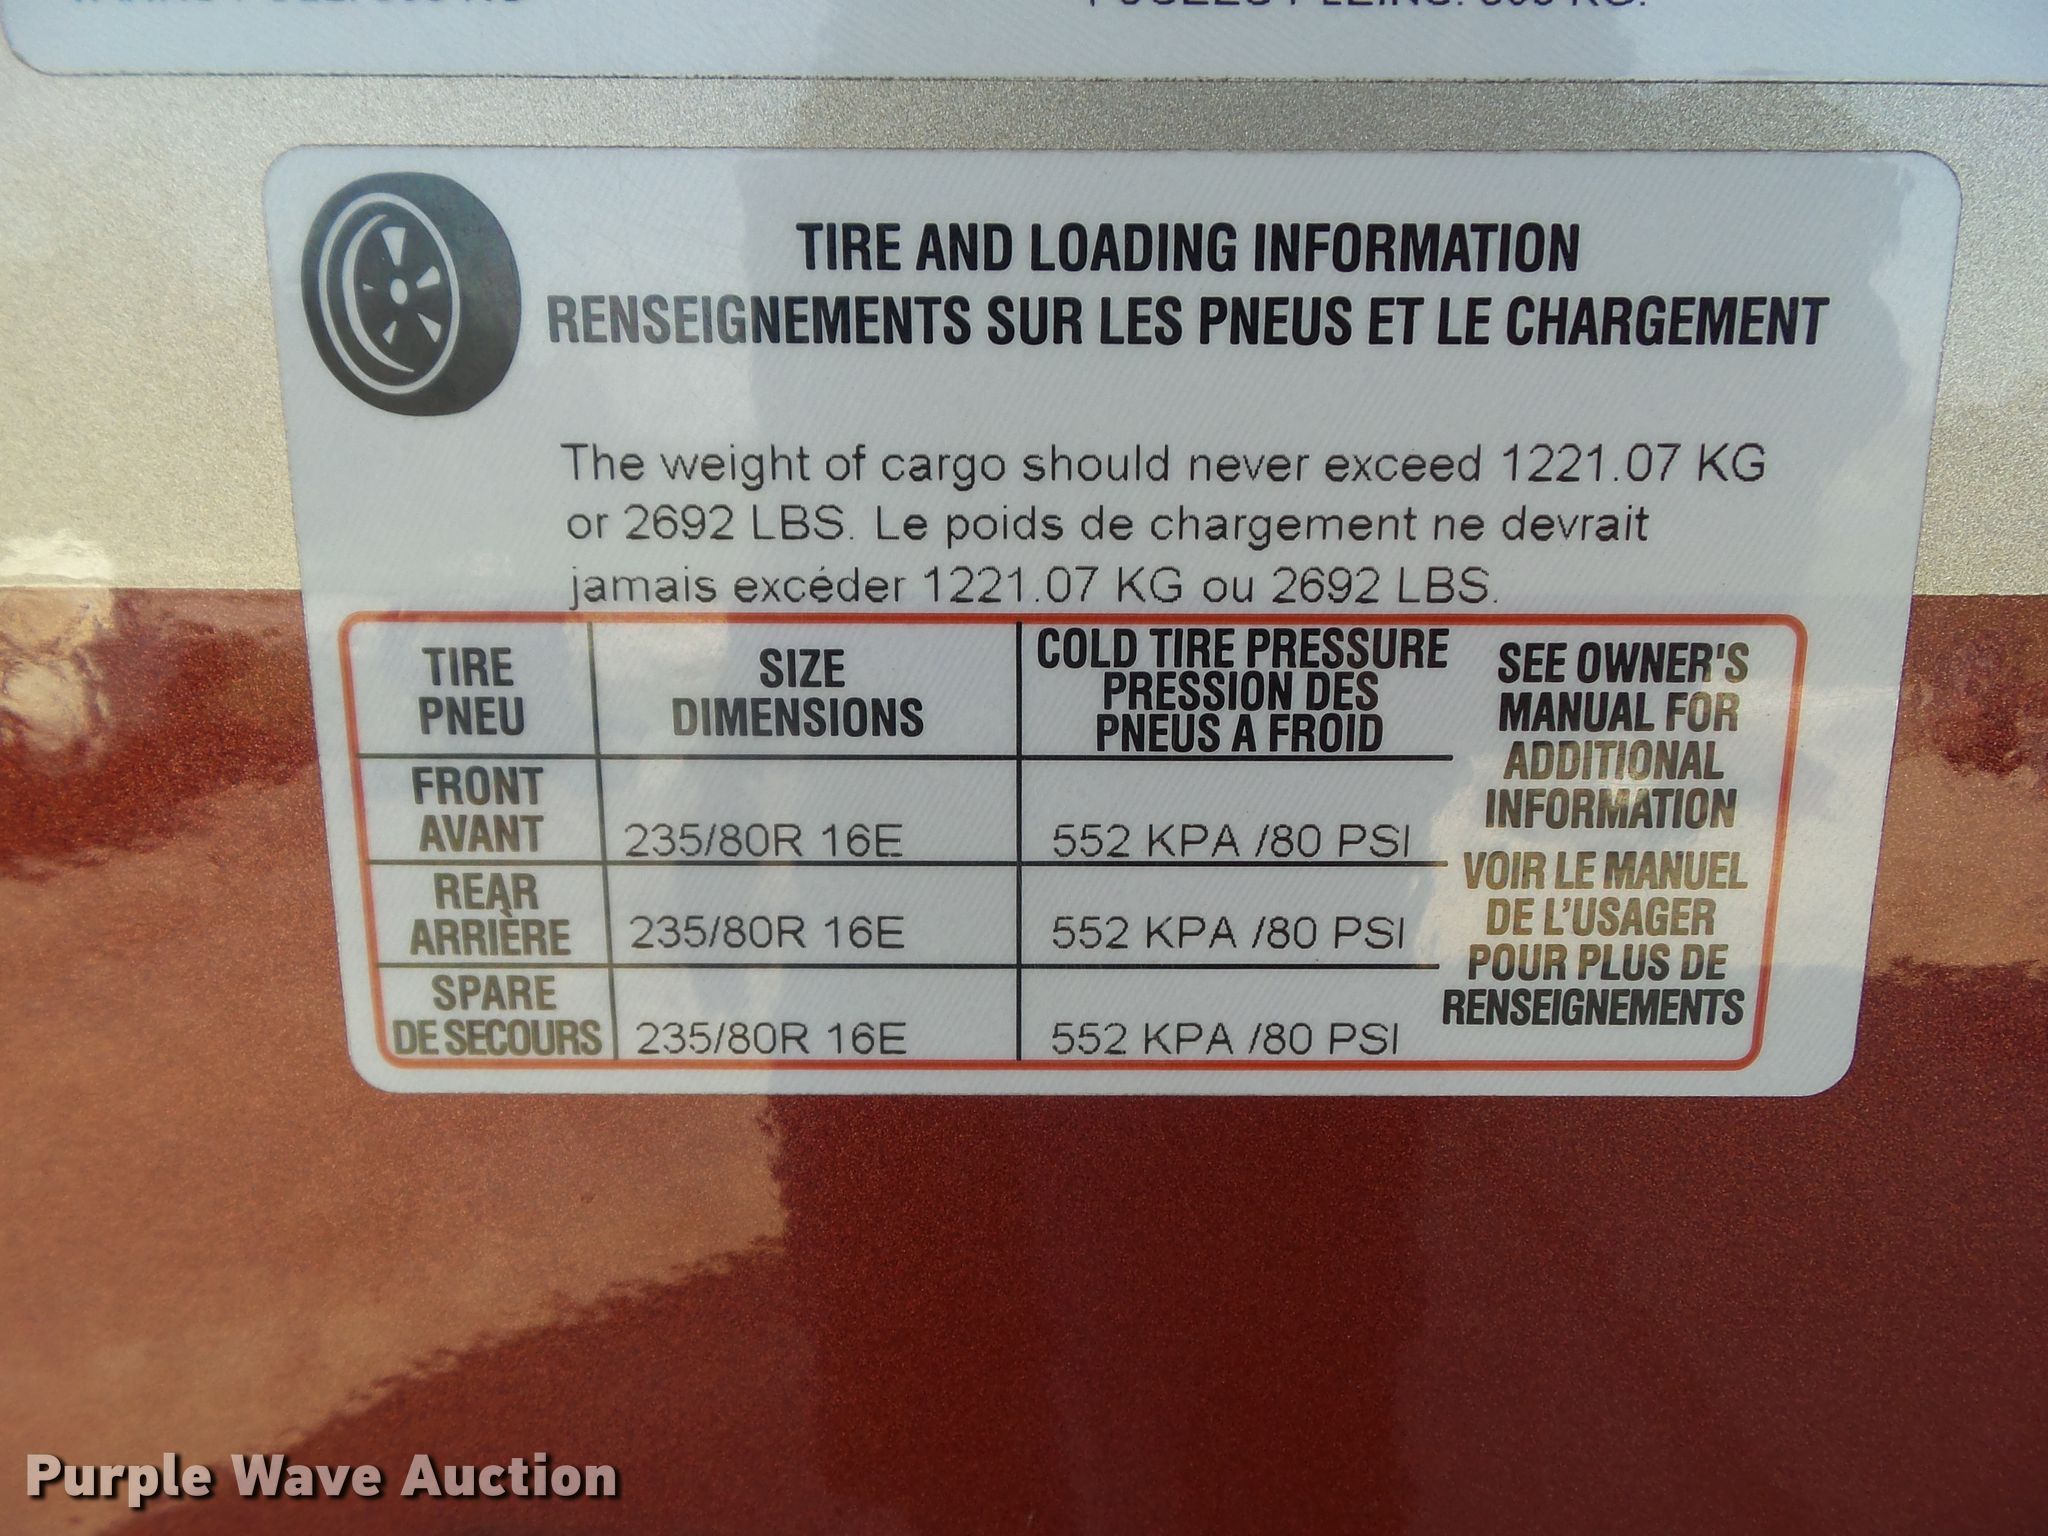 TIRE AND LOADING INFORMATION
RENSEIGNEMENTS SUR LES PNEUS ET LE CHARGEMENT
The weight of cargo should never exceed 1221.07 KG
or 2692 LBS. Le poids de chargement ne devrait
jamais excéder 1221.07 KG ou 2692 LBS.
TIRE
PNEU
SIZE
DIMENSIONS
COLD TIRE PRESSURE
PRESSION DES
PNEUS A FROID
FRONT
AVANT
235/80R 16E
552 KPA /80 PSI
REAR
ARRIÈRE
235/80R 16E
552 KPA /80 PSI
SPARE
DE SECOURS
235/80R 16E
552 KPA /80 PSI
SEE OWNER'S
MANUAL FOR
ADDITIONAL
INFORMATION
VOIR LE MANUEL
DE L'USAGER
POUR PLUS DE
RENSEIGNEMENTS
Purple Wave Auction